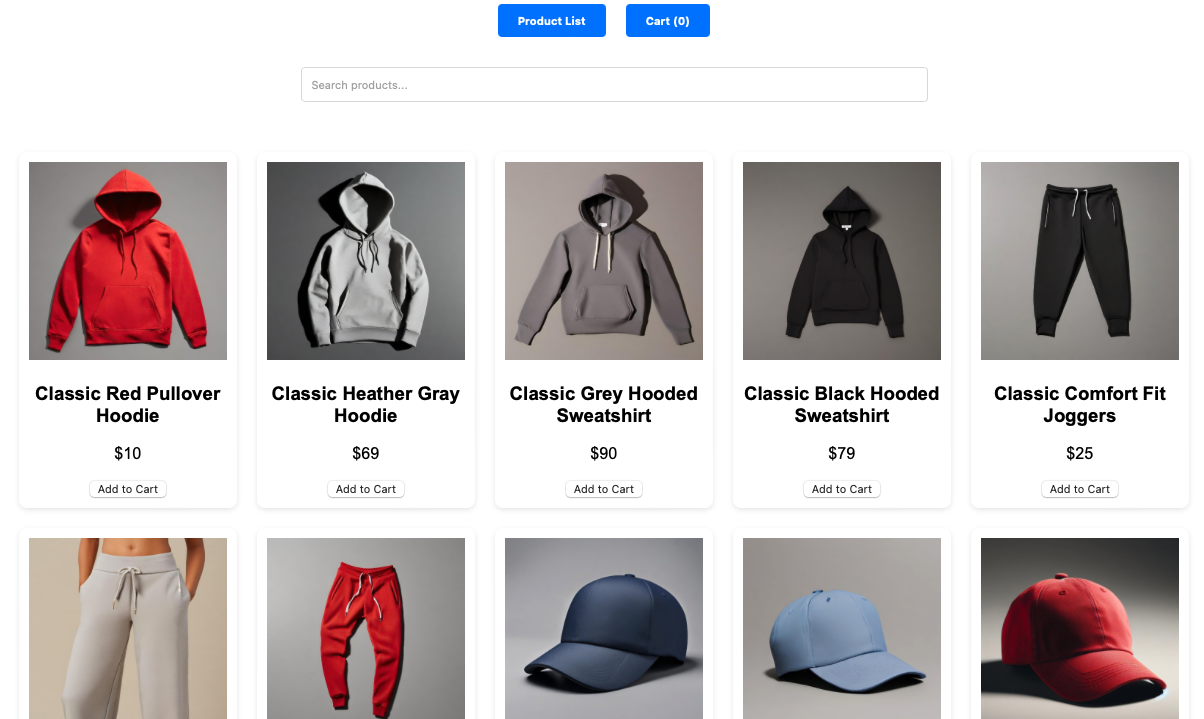 Product List
Cart (0)
Search products...
Classic Red Pullover
Hoodie
$10
Add to Cart
Classic Heather Gray
Hoodie
$69
Add to Cart
Classic Grey Hooded
Sweatshirt
$90
Add to Cart
Classic Black Hooded
Sweatshirt
$79
Add to Cart
Classic Comfort Fit
Joggers
$25
Add to Cart